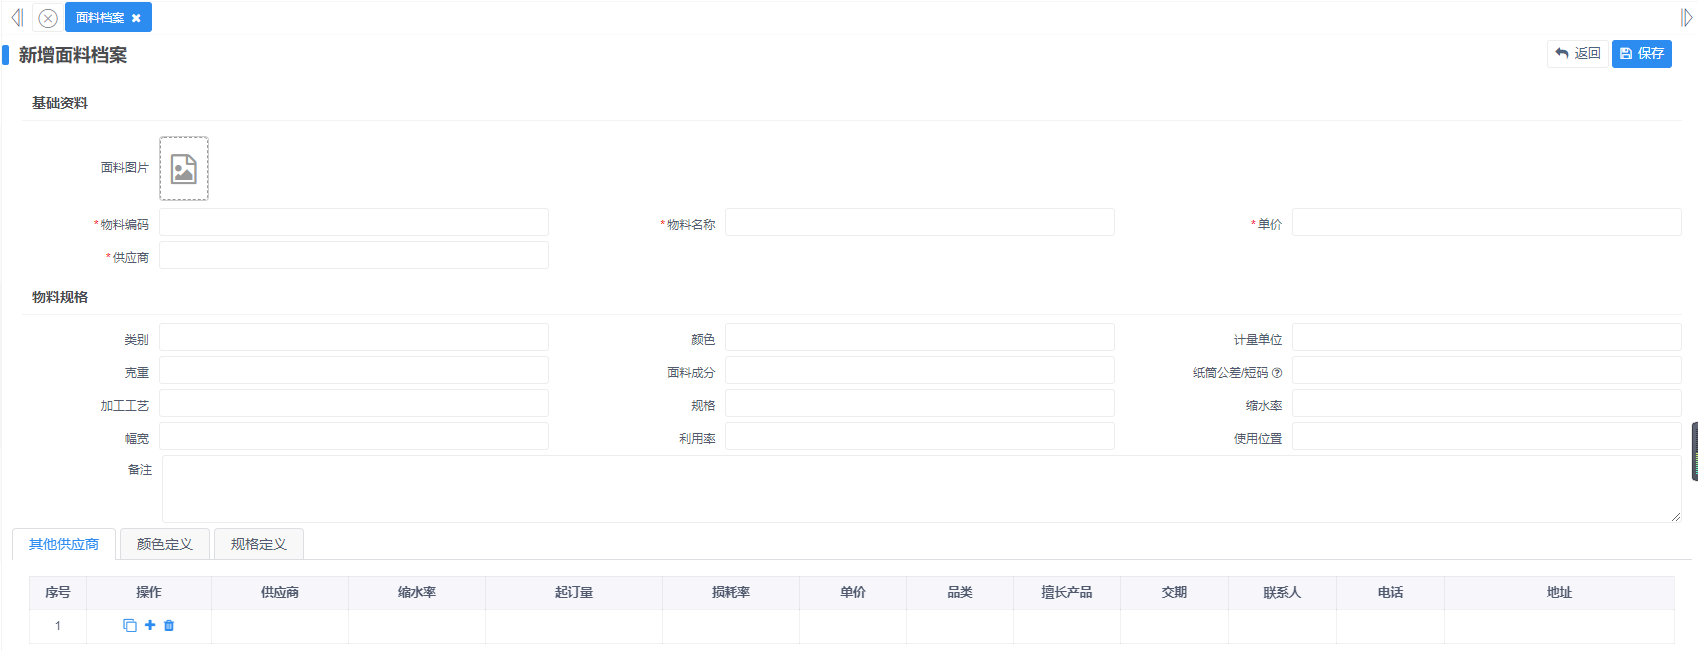 面料档案
新增面料档案
返回 保存
基础资料
面料图片
*物料编码 *物料名称 *单价
*供应商
物料规格
类别 颜色 计量单位
克重 面料成分 纸筒公差/短码
加工工艺 规格 缩水率
幅宽 利用率 使用位置
备注
其他供应商 颜色定义 规格定义
序号 操作 供应商 缩水率 起订量 损耗率 单价 品类 擅长产品 交期 联系人 电话 地址
1